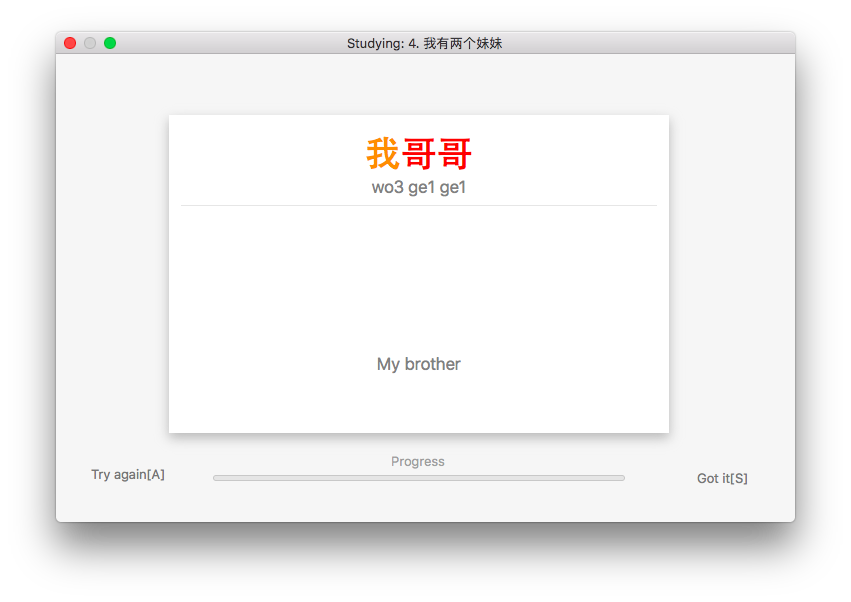 Studying: 4. 我有两个妹妹
我哥哥
wo3 ge1 ge1
My brother
Progress
Try again[A]
Got it[S]